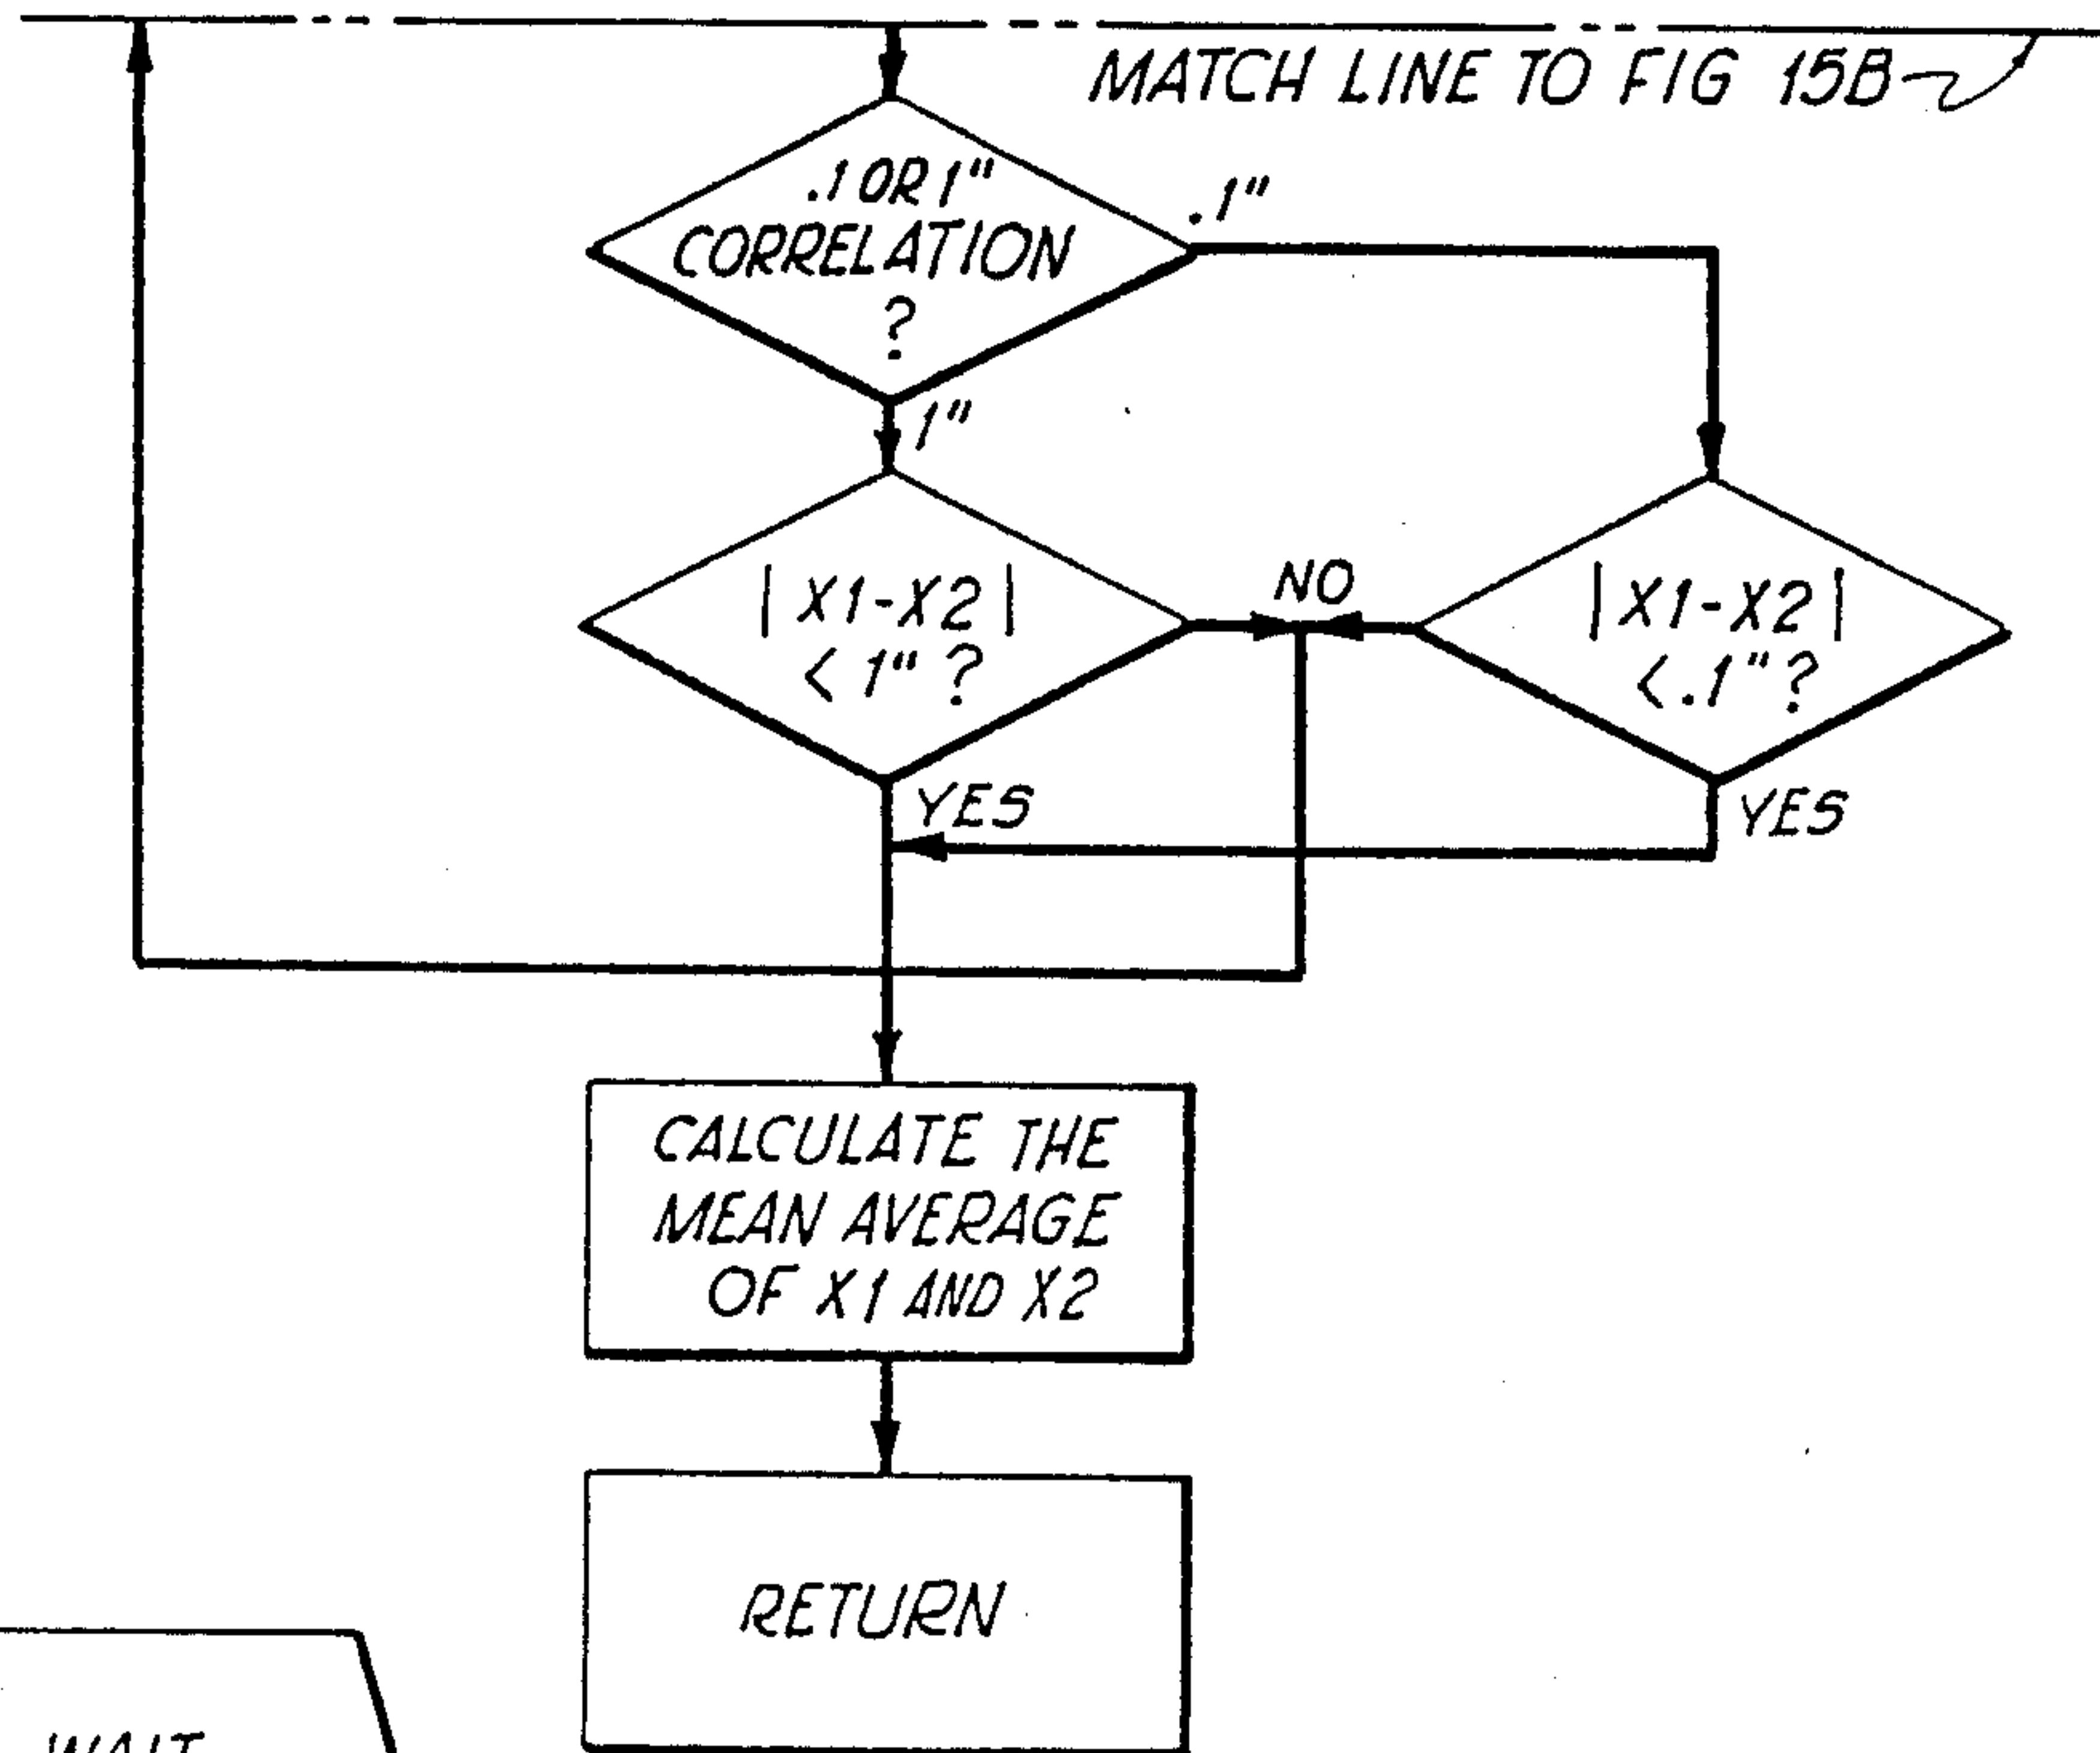 MATCH LINE TO FIG 15B
.1 OR 1"
CORRELATION
?
.1"
1"
| X1-X2 |
< 1" ?
NO
| X1-X2 |
< .1" ?
YES
YES
CALCULATE THE
MEAN AVERAGE
OF X1 AND X2
RETURN
WAIT